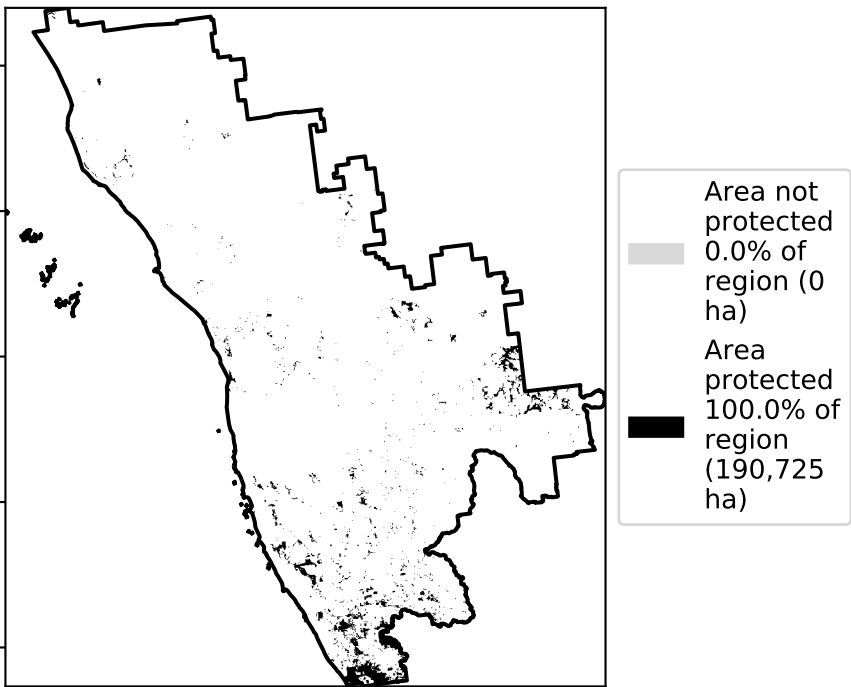 Area not
protected
0.0% of
region (0
ha)
Area
protected
100.0% of
region
(190,725
ha)